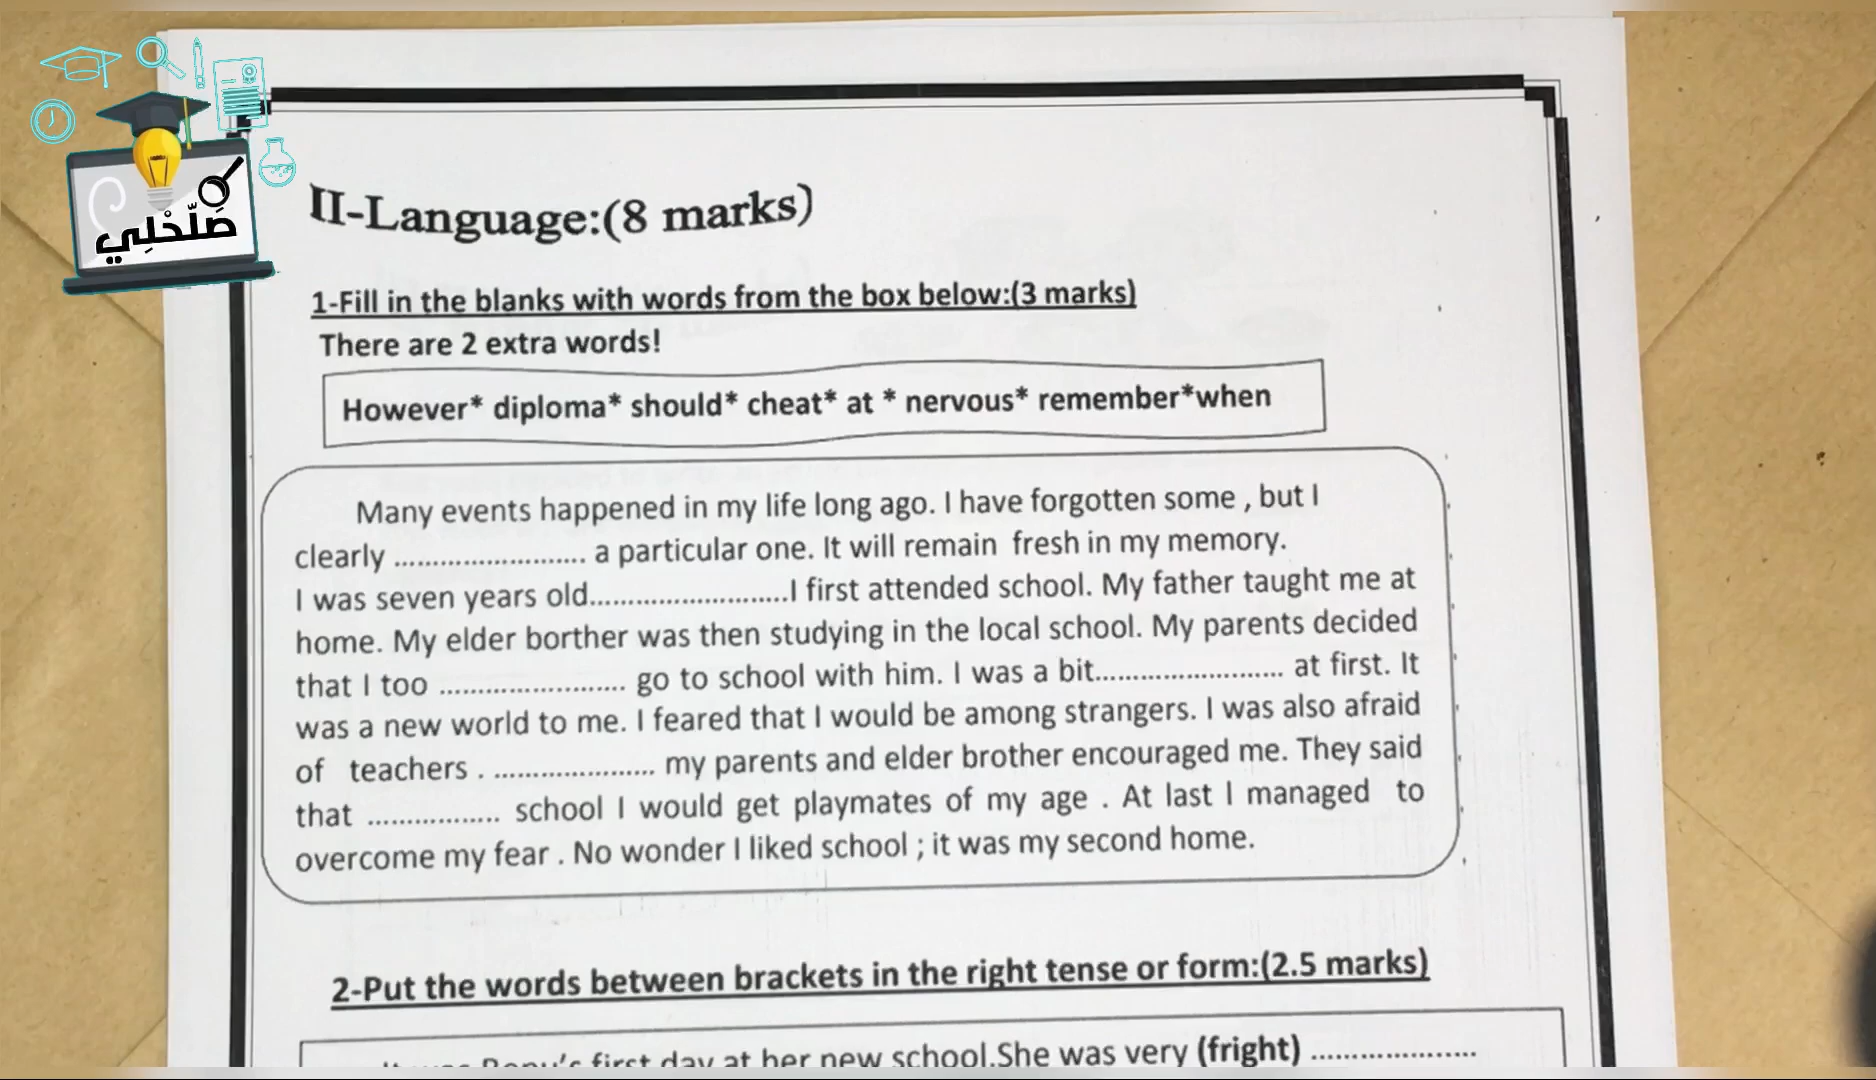 صَلَّحْلِي
II-Language:(8 marks)
1-Fill in the blanks with words from the box below:(3 marks)
There are 2 extra words!
However* diploma* should* cheat* at * nervous* remember*when
Many events happened in my life long ago. I have forgotten some , but I
clearly ........................ a particular one. It will remain fresh in my memory.
I was seven years old..........................I first attended school. My father taught me at
home. My elder borther was then studying in the local school. My parents decided
that I too ........................ go to school with him. I was a bit........................ at first. It
was a new world to me. I feared that I would be among strangers. I was also afraid
of teachers . ..................... my parents and elder brother encouraged me. They said
that ................. school I would get playmates of my age . At last I managed to
overcome my fear . No wonder I liked school ; it was my second home.
2-Put the words between brackets in the right tense or form:(2.5 marks)
first day at her new school.She was very (fright) .....................